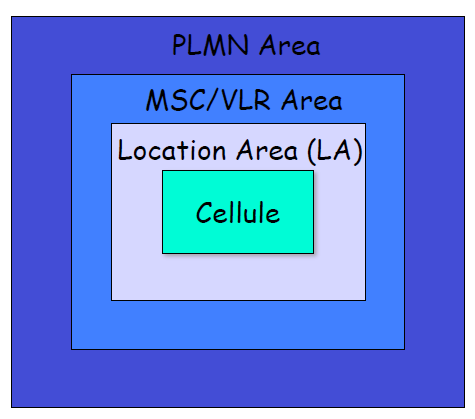 PLMN Area
MSC/VLR Area
Location Area (LA)
Cellule